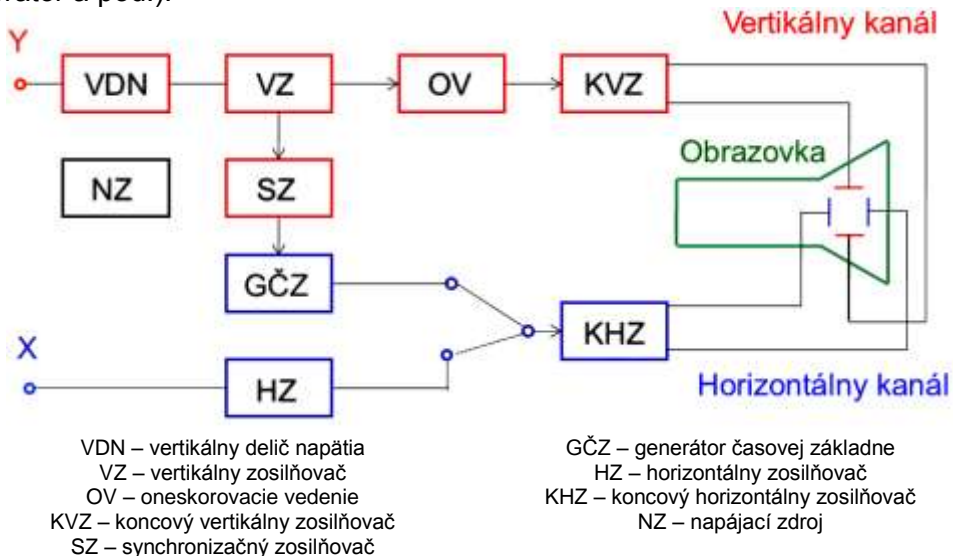 Vertikálny kanál
Y
VDN
VZ
OV
KVZ
Obrazovka
NZ
SZ
GČZ
KHZ
X
HZ
Horizontálny kanál
VDN – vertikálny delič napätia
VZ – vertikálny zosilňovač
OV – oneskorovacie vedenie
KVZ – koncový vertikálny zosilňovač
SZ – synchronizačný zosilňovač
GČZ – generátor časovej základne
HZ – horizontálny zosilňovač
KHZ – koncový horizontálny zosilňovač
NZ – napájací zdroj